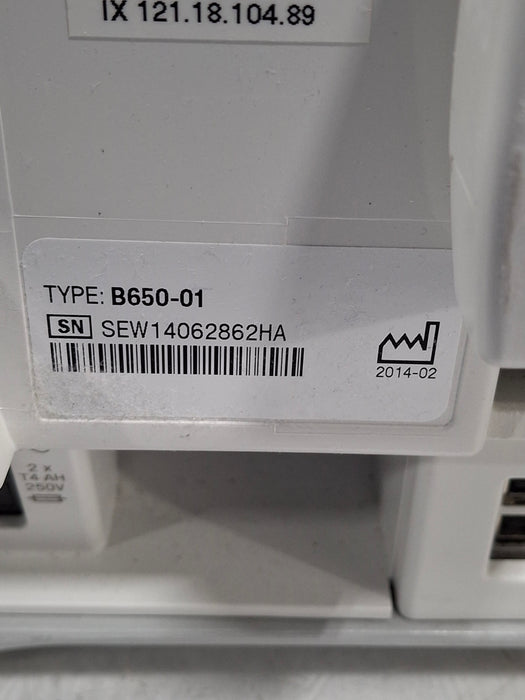 IX 121.18.104.89
TYPE: B650-01
SN SEW14062862HA
2014-02
2 x
T4 AH
250V